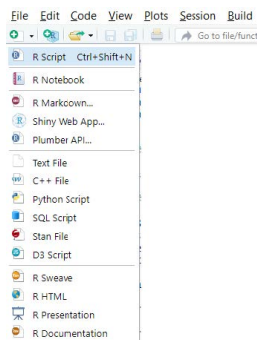 File Edit Code View Plots Session Build
Go to file/funct
R Script Ctrl+Shift+N
R Notebook
R Markdown...
Shiny Web App...
Plumber API...
Text File
C++ File
Python Script
SQL Script
Stan File
D3 Script
R Sweave
R HTML
R Presentation
R Documentation